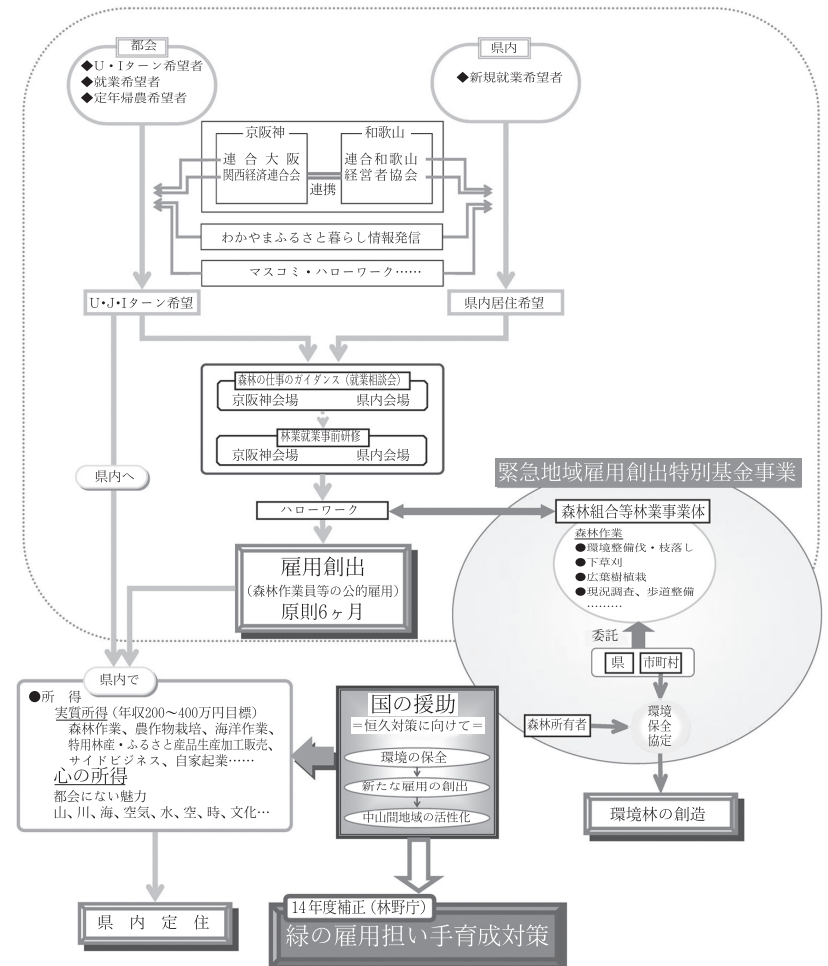 都会
◆U・Iターン希望者
◆就業希望者
◆定年帰農希望者
県内
◆新規就業希望者
京阪神
連合大阪
関西経済連合会
連携
和歌山
連合和歌山
経営者協会
わかやまふるさと暮らし情報発信
マスコミ・ハローワーク……
U・J・Iターン希望
県内居住希望
森林の仕事のガイダンス（就業相談会）
京阪神会場　県内会場
林業就業事前研修
京阪神会場　県内会場
県内へ
ハローワーク
雇用創出
（森林作業員等の公的雇用）
原則6ヶ月
緊急地域雇用創出特別基金事業
森林組合等林業事業体
森林作業
●環境整備伐・枝落し
●下草刈
●広葉樹植栽
●現況調査、歩道整備
………
委託
県　市町村
森林所有者
環境
保全
協定
環境林の創造
県内で
●所　得
実質所得（年収200～400万円目標）
森林作業、農作物栽培、海洋作業、
特用林産・ふるさと産品生産加工販売、
サイドビジネス、自家起業……
心の所得
都会にない魅力
山、川、海、空気、水、空、時、文化…
県内定住
国の援助
＝恒久対策に向けて＝
環境の保全
新たな雇用の創出
中山間地域の活性化
14年度補正（林野庁）
緑の雇用担い手育成対策